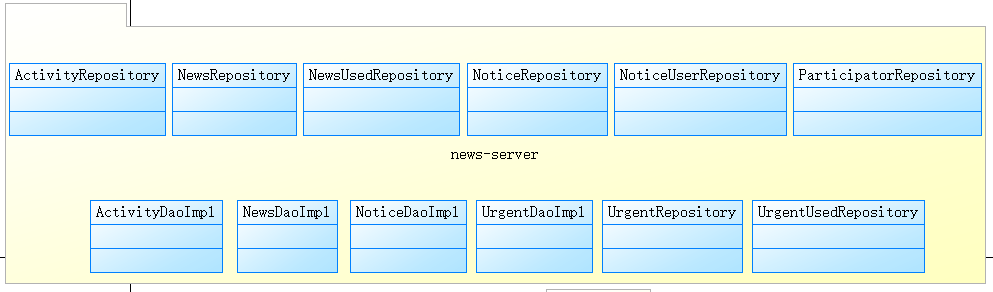 ActivityRepository
NewsRepository
NewsUsedRepository
NoticeRepository
NoticeUserRepository
ParticipatorRepository
news-server
ActivityDaoImpl
NewsDaoImpl
NoticeDaoImpl
UrgentDaoImpl
UrgentRepository
UrgentUsedRepository